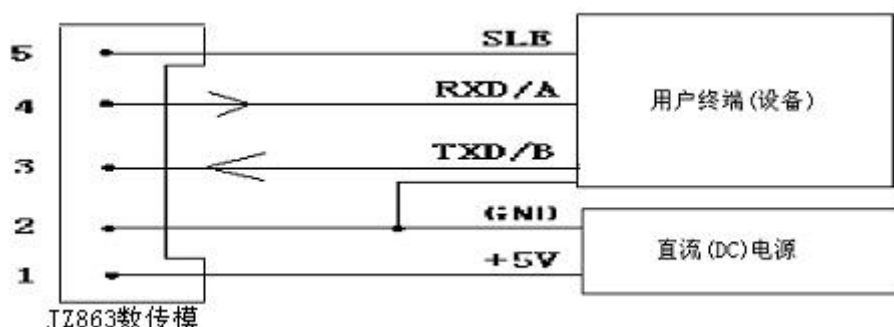 5 SLE
4 RXD/A
用户终端(设备)
3 TXD/B
2 GND
直流(DC)电源
1 +5V
JZ863数传模